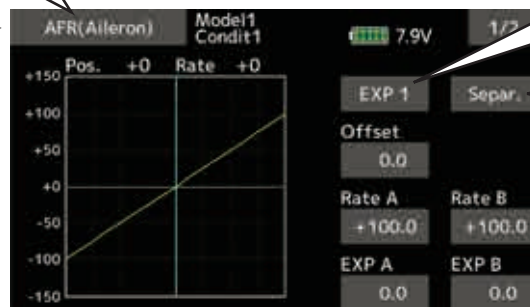 AFR(Aileron)
Model1
Condit1
7.9V
1/2
Pos. +0 Rate +0
+150
+100
+50
+0
-50
-100
-150
EXP 1
Separ.
Offset
0.0
Rate A
Rate B
+100.0
+100.0
EXP A
EXP B
0.0
0.0